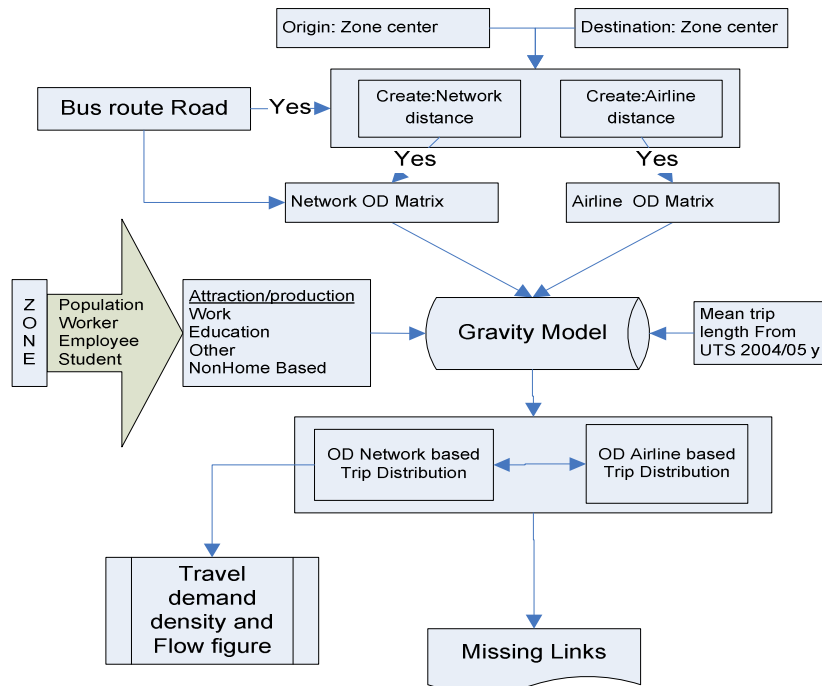 Origin: Zone center
Destination: Zone center
Create:Network
distance
Create:Airline
distance
Bus route Road
Yes
Yes
Yes
Network OD Matrix
Airline OD Matrix
Z
O
N
E
Population
Worker
Employee
Student
Attraction/production
Work
Education
Other
NonHome Based
Gravity Model
Mean trip
length From
UTS 2004/05 y
OD Network based
Trip Distribution
OD Airline based
Trip Distribution
Travel
demand
density and
Flow figure
Missing Links